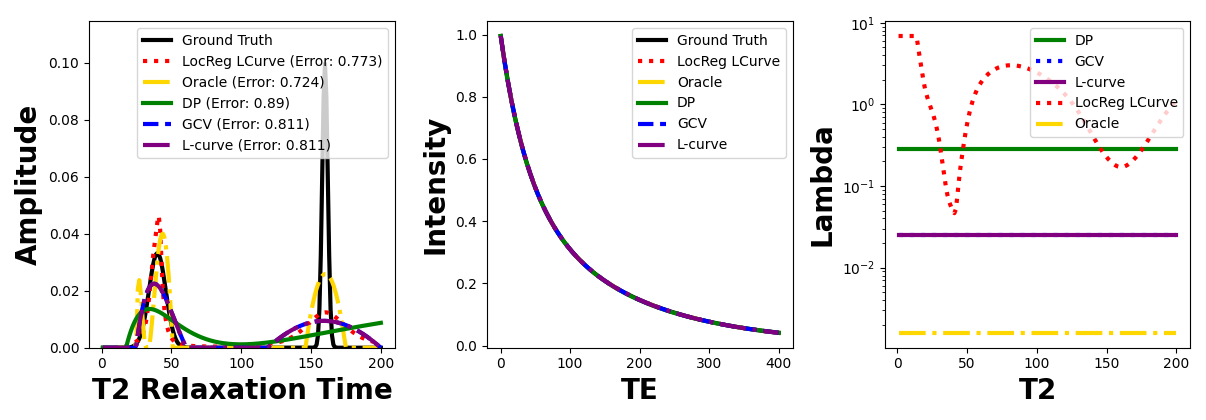 Amplitude
0.00
0.02
0.04
0.06
0.08
0.10
Ground Truth
LocReg LCurve (Error: 0.773)
Oracle (Error: 0.724)
DP (Error: 0.89)
GCV (Error: 0.811)
L-curve (Error: 0.811)
0 50 100 150 200
T2 Relaxation Time
Intensity
0.0
0.2
0.4
0.6
0.8
1.0
Ground Truth
LocReg LCurve
Oracle
DP
GCV
L-curve
0 100 200 300 400
TE
Lambda
10¹
10⁰
10⁻¹
10⁻²
DP
GCV
L-curve
LocReg LCurve
Oracle
0 50 100 150 200
T2